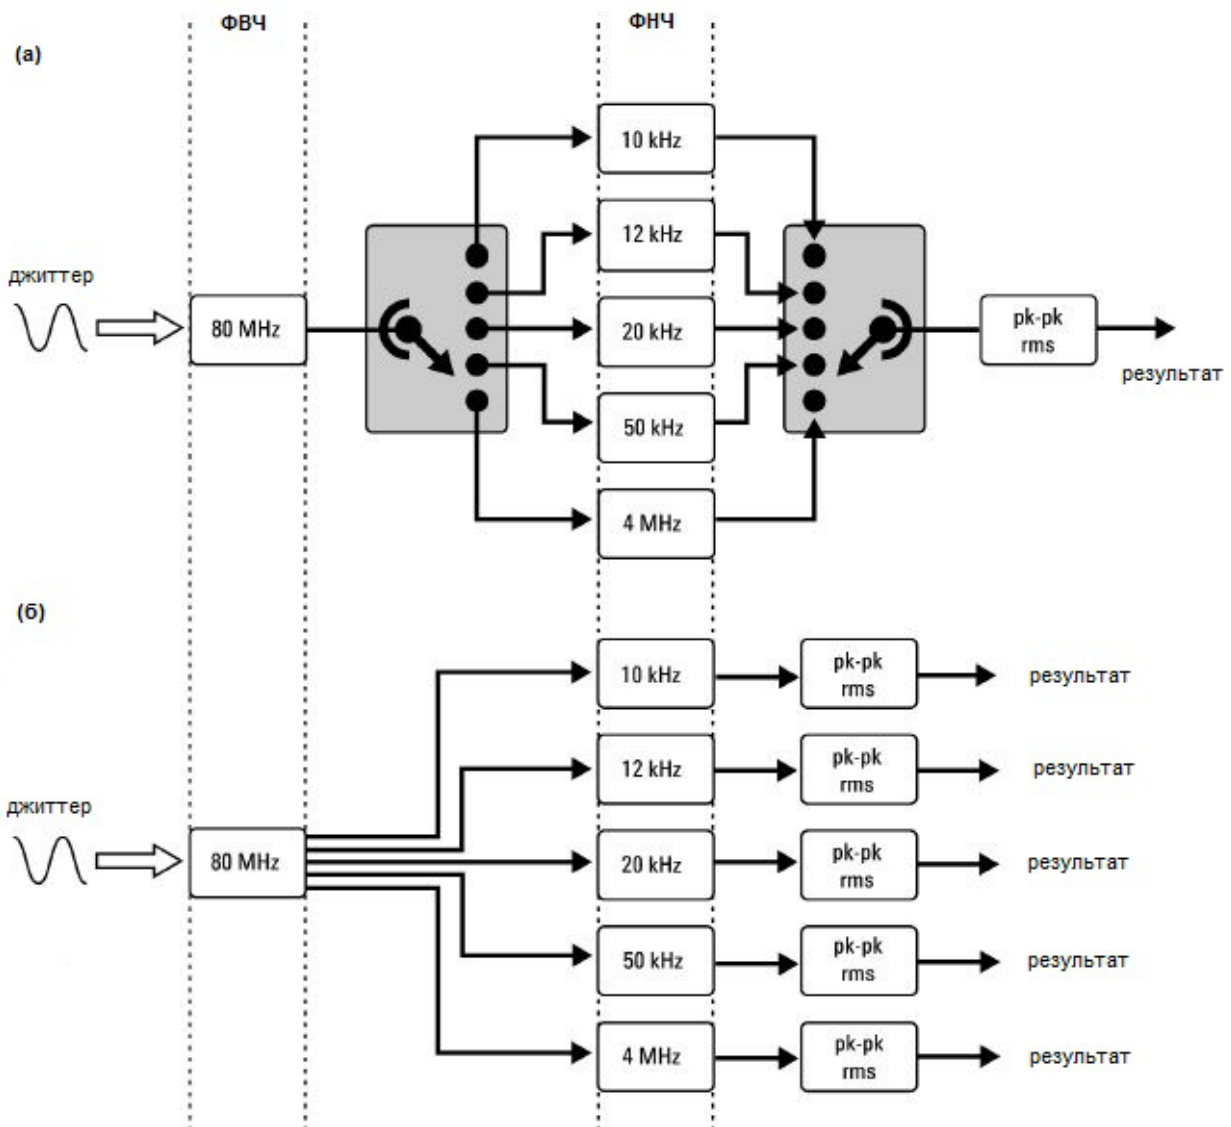 ФВЧ
ФНЧ
(а)
10 kHz
12 kHz
джиттер
80 MHz
20 kHz
pk-pk
rms
результат
50 kHz
4 MHz
(б)
10 kHz
pk-pk
rms
результат
12 kHz
pk-pk
rms
результат
джиттер
80 MHz
20 kHz
pk-pk
rms
результат
50 kHz
pk-pk
rms
результат
4 MHz
pk-pk
rms
результат